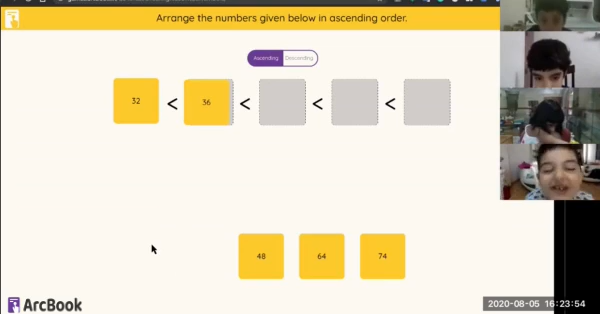 Arrange the numbers given below in ascending order.
Ascending Descending
32 < 36 < < <
48 64 74
ArcBook
2020-08-05 16:23:54